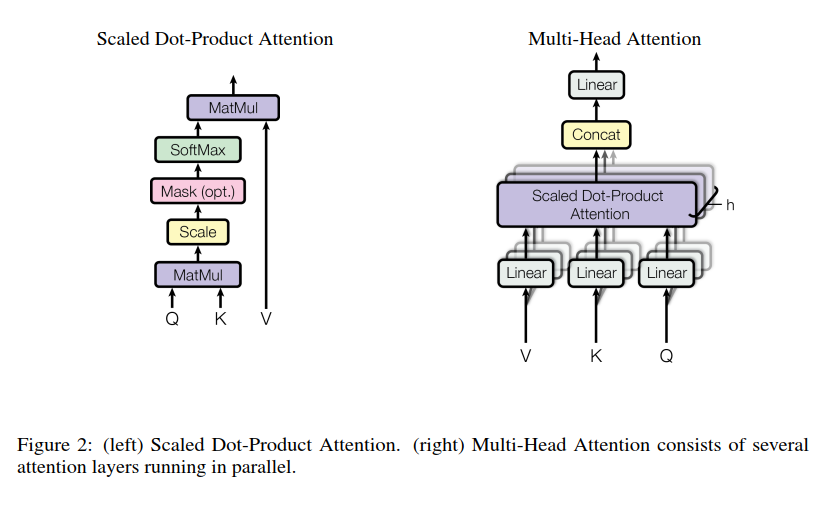 Scaled Dot-Product Attention
MatMul
SoftMax
Mask (opt.)
Scale
MatMul
Q K V
Multi-Head Attention
Linear
Concat
Scaled Dot-Product
Attention
h
Linear Linear Linear
V K Q
Figure 2: (left) Scaled Dot-Product Attention. (right) Multi-Head Attention consists of several
attention layers running in parallel.